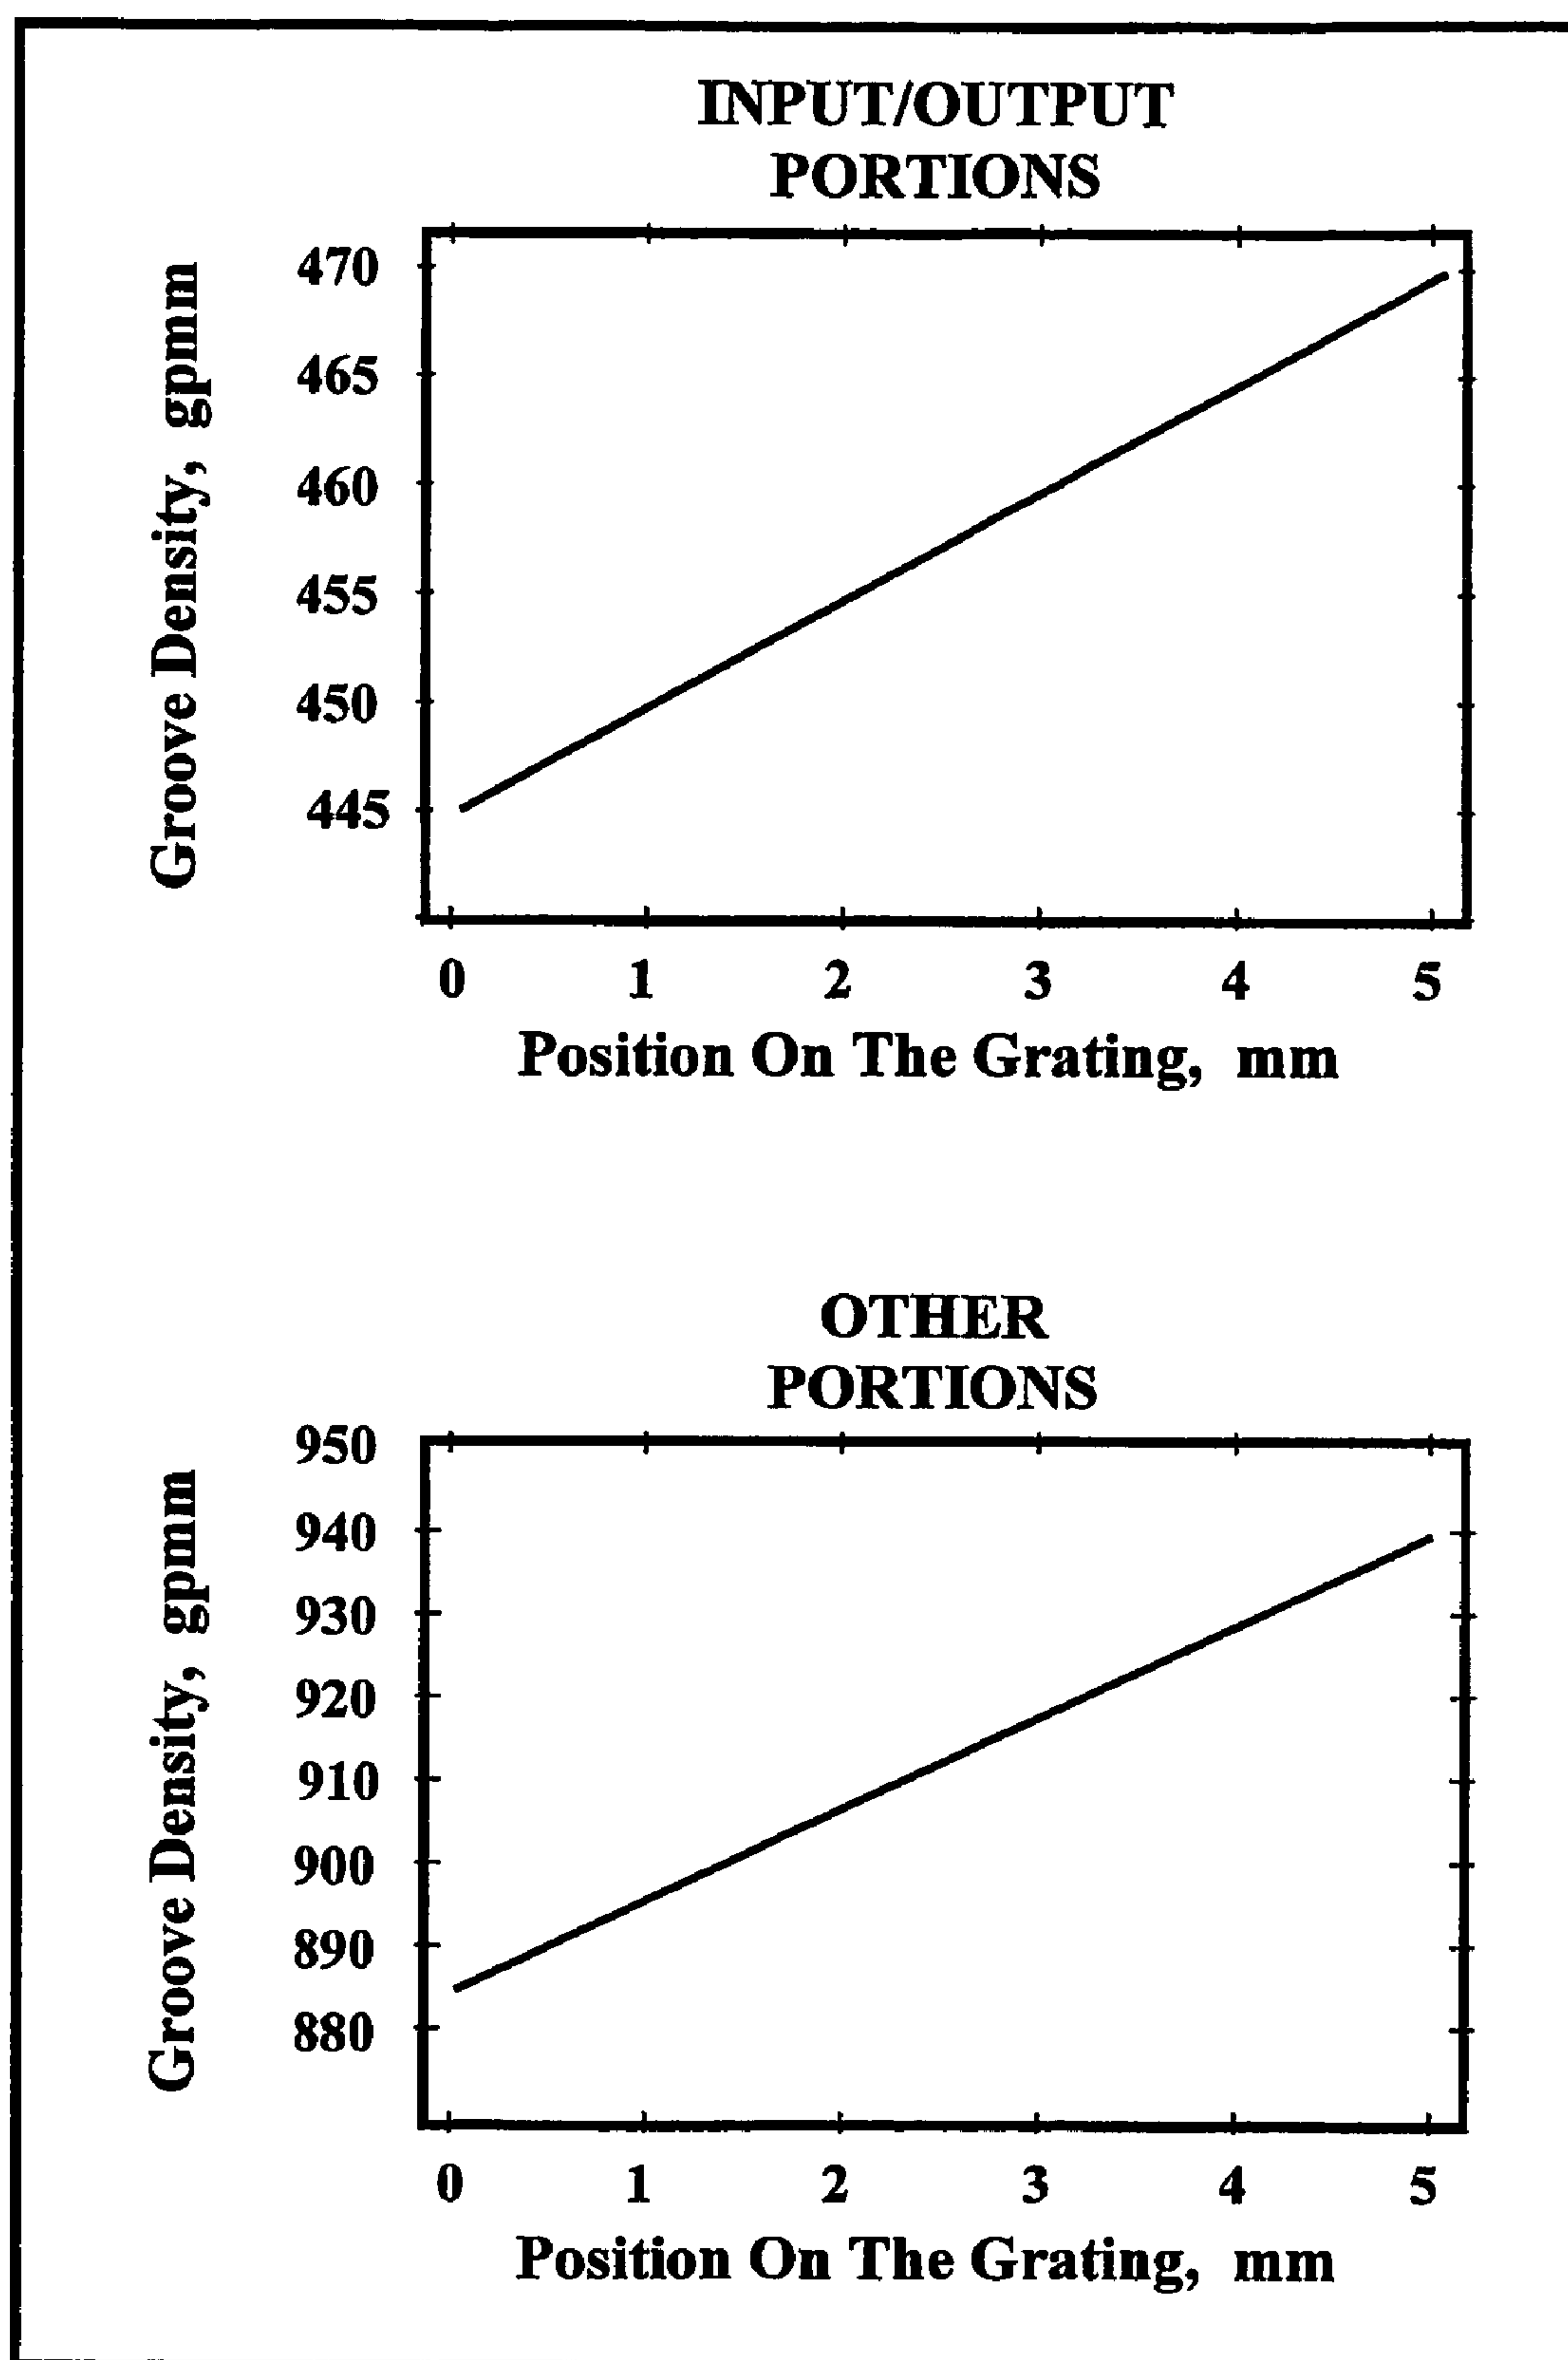 INPUT/OUTPUT
PORTIONS
Groove Density, gpmm
470
465
460
455
450
445
0 1 2 3 4 5
Position On The Grating, mm
OTHER
PORTIONS
Groove Density, gpmm
950
940
930
920
910
900
890
880
0 1 2 3 4 5
Position On The Grating, mm